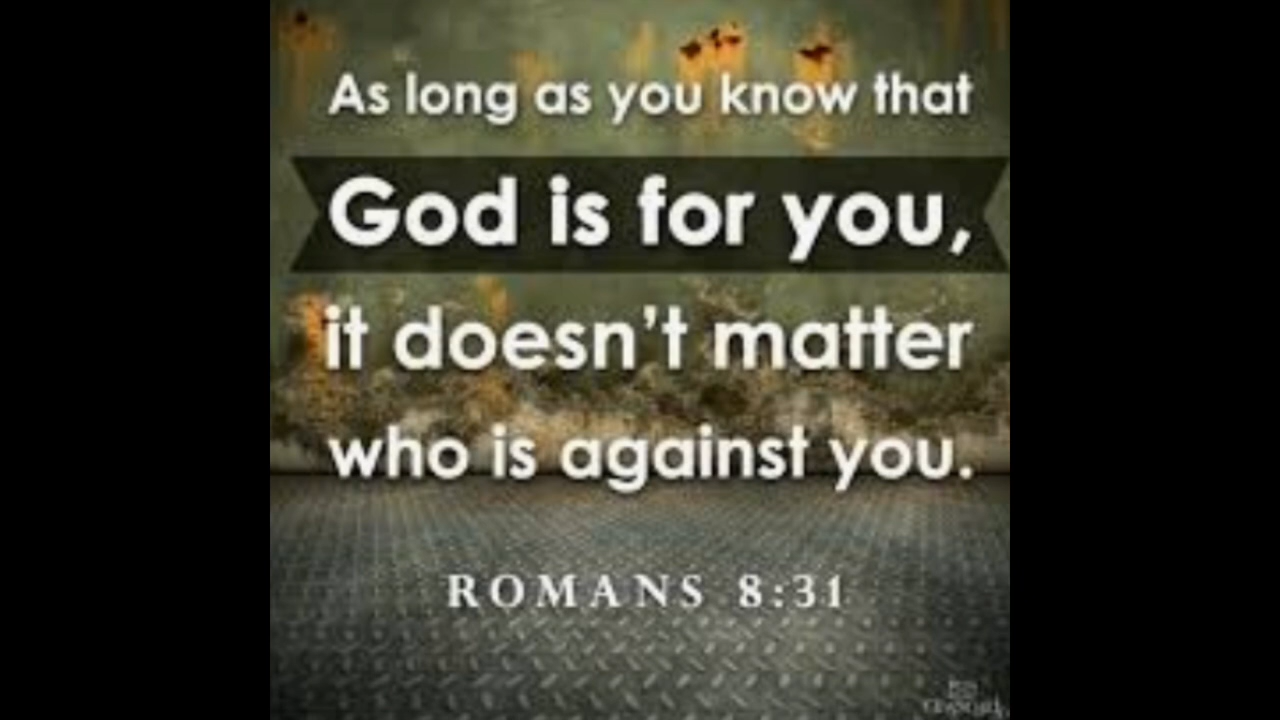 As long as you know that
God is for you,
it doesn't matter
who is against you.
ROMANS 8:31